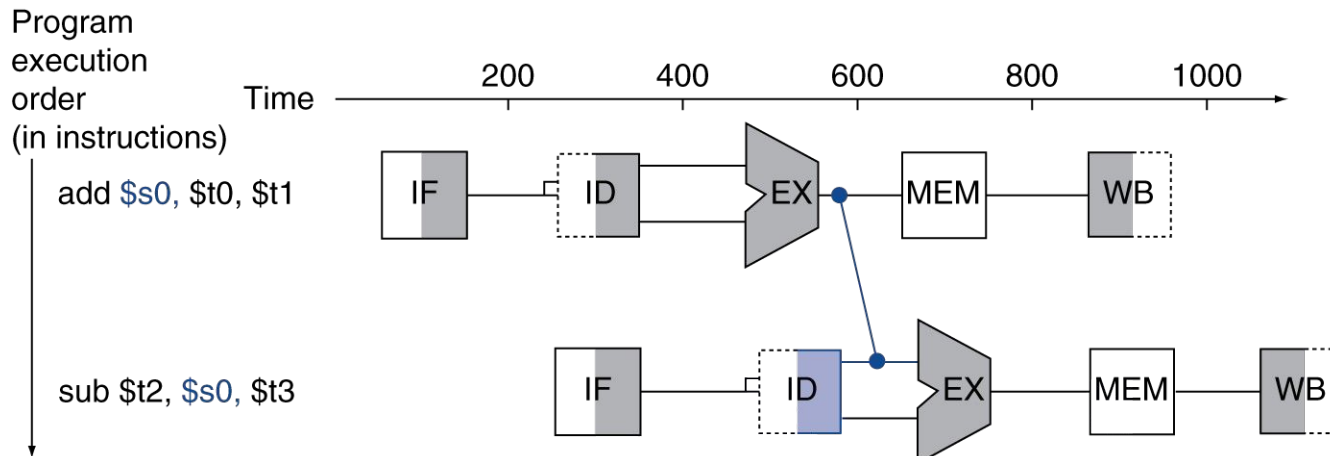 Program
execution
order
(in instructions)
Time
200 400 600 800 1000
add $s0, $t0, $t1
IF ID EX MEM WB
sub $t2, $s0, $t3
IF ID EX MEM WB